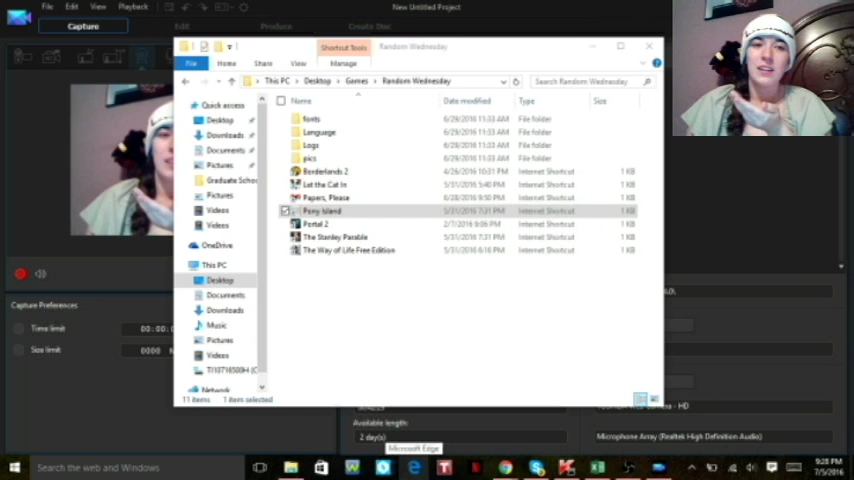 New Untitled Project
File Edit View Playback
Capture Edit Produce Create Disc
Shortcut Tools Random Wednesday
File Home Share View Manage
This PC Desktop Games Random Wednesday Search Random Wednesday
Name Date modified Type Size
fonts 6/29/2016 11:33 AM File folder
Language 6/29/2016 11:33 AM File folder
Logs 6/29/2016 11:33 AM File folder
pics 6/29/2016 11:33 AM File folder
Borderlands 2 4/26/2016 10:31 PM Internet Shortcut 1 KB
Let the Cat In 5/31/2016 5:40 PM Internet Shortcut 1 KB
Papers, Please 6/28/2016 9:50 PM Internet Shortcut 1 KB
Pony Island 5/31/2016 7:31 PM Internet Shortcut 1 KB
Portal 2 2/7/2016 9:06 PM Internet Shortcut 1 KB
The Stanley Parable 5/31/2016 7:31 PM Internet Shortcut 1 KB
The Way of Life Free Edition 5/31/2016 6:16 PM Internet Shortcut 1 KB
Quick access
Desktop
Downloads
Documents
Pictures
Graduate Schoo
Pictures
Videos
Videos
OneDrive
This PC
Desktop
Documents
Downloads
Music
Pictures
Videos
Network
11 items 1 item selected
Capture Preferences
Time limit
Size limit
Available length:
2 day(s)
Microsoft Edge
Microphone Array (Realtek High Definition Audio)
Search the web and Windows
9:28 PM
7/5/2016